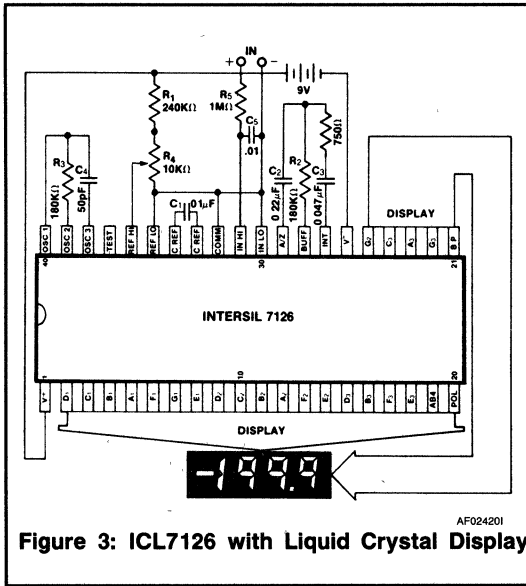 IN
+ -
9V
R1
240KΩ
R5
1MΩ
C5
.01
750Ω
R3
180KΩ
C4
50pF
R4
10KΩ
C1
.01µF
C2
0.22µF
R2
180KΩ
C3
0.047µF
DISPLAY
OSC 1
OSC 2
OSC 3
TEST
REF HI
REF LO
C REF
C REF
COMM
IN HI
IN LO
A/Z
BUFF
INT
V-
G2
C3
A3
G3
B P
40
30
21
INTERSIL 7126
1
10
20
V+
D1
C1
B1
A1
F1
G1
E1
D2
C2
B2
A2
F2
E2
D3
B3
F3
E3
AB4
POL
DISPLAY
-199.9
AF02420I
Figure 3: ICL7126 with Liquid Crystal Display